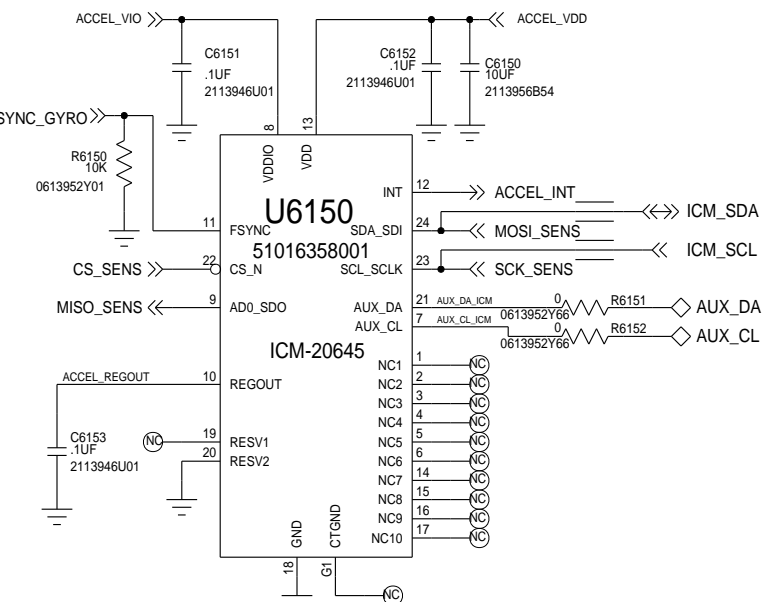 ACCEL_VIO
ACCEL_VDD
C6151
.1UF
2113946U01
C6152
.1UF
2113946U01
C6150
10UF
2113956B54
SYNC_GYRO
R6150
10K
0613952Y01
8
13
VDDIO
VDD
U6150
51016358001
ICM-20645
INT
12
ACCEL_INT
11
FSYNC
SDA_SDI
24
MOSI_SENS
ICM_SDA
CS_SENS
22
CS_N
SCL_SCLK
23
SCK_SENS
ICM_SCL
MISO_SENS
9
AD0_SDO
AUX_DA
21
AUX_DA_ICM
0
R6151
0613952Y66
AUX_DA
AUX_CL
7
AUX_CL_ICM
0
R6152
0613952Y66
AUX_CL
ACCEL_REGOUT
10
REGOUT
C6153
.1UF
2113946U01
NC
19
RESV1
20
RESV2
NC1
1
NC
NC2
2
NC
NC3
3
NC
NC4
4
NC
NC5
5
NC
NC6
6
NC
NC7
14
NC
NC8
15
NC
NC9
16
NC
NC10
17
NC
GND
CTGND
18
G1
NC